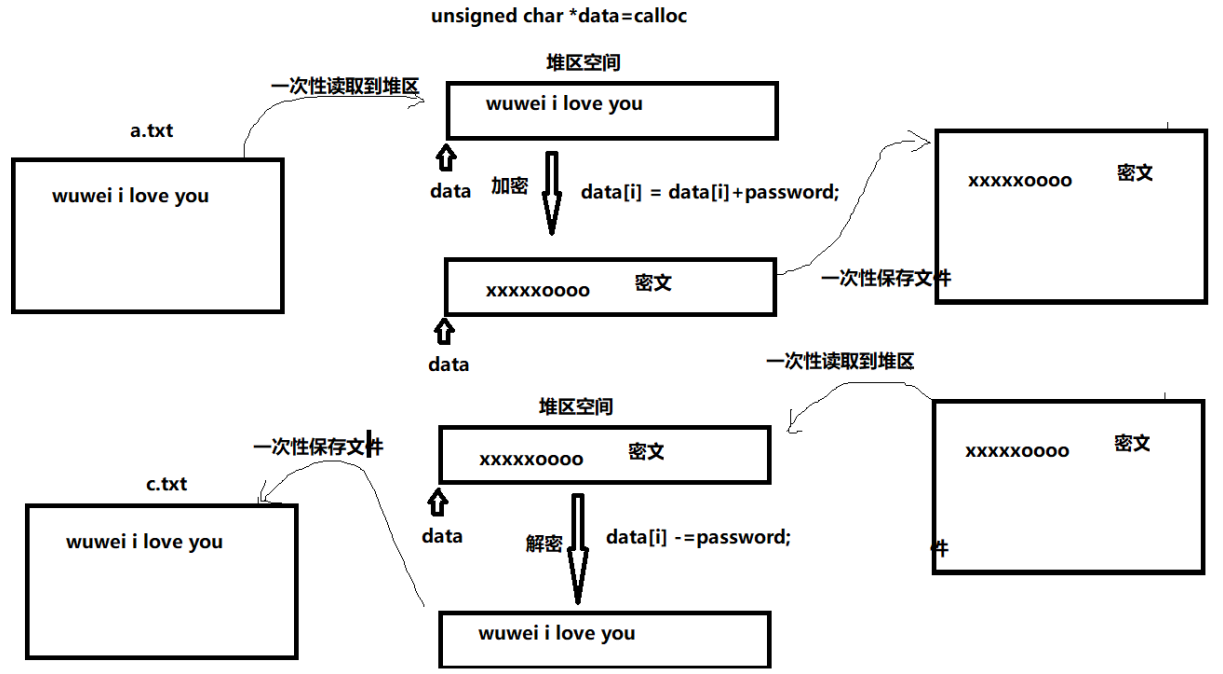 unsigned char *data=calloc
堆区空间
一次性读取到堆区
wuwei i love you
a.txt
wuwei i love you
data
加密
data[i] = data[i]+password;
xxxxxoooo 密文
一次性保存文件
xxxxxoooo 密文
data
一次性读取到堆区
堆区空间
一次性保存文件
xxxxxoooo 密文
xxxxxoooo 密文
c.txt
wuwei i love you
data
解密
data[i] -=password;
件
wuwei i love you